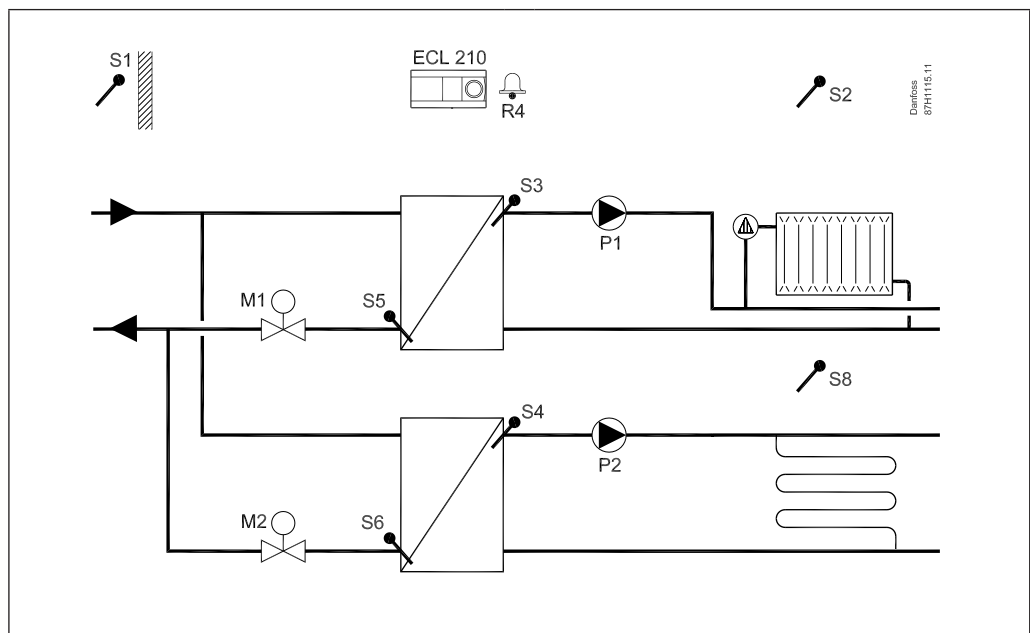 S1
ECL 210
R4
S2
Danfoss
87H1115.11
S3
P1
M1
S5
S8
S4
P2
M2
S6